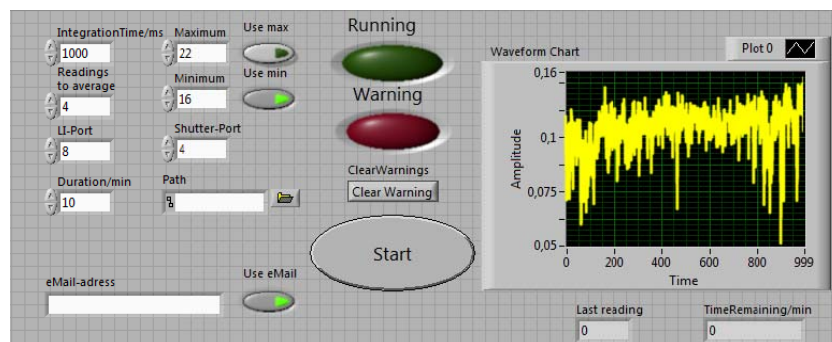 IntegrationTime/ms
1000
Readings
to average
4
LI-Port
8
Duration/min
10
Maximum
22
Minimum
16
Shutter-Port
4
Path
Use max
Use min
eMail-adress
Use eMail
Running
Warning
ClearWarnings
Clear Warning
Start
Waveform Chart
Plot 0
0,16
0,1
0,075
0,05
Amplitude
0
200
400
600
800
999
Time
Last reading
0
TimeRemaining/min
0